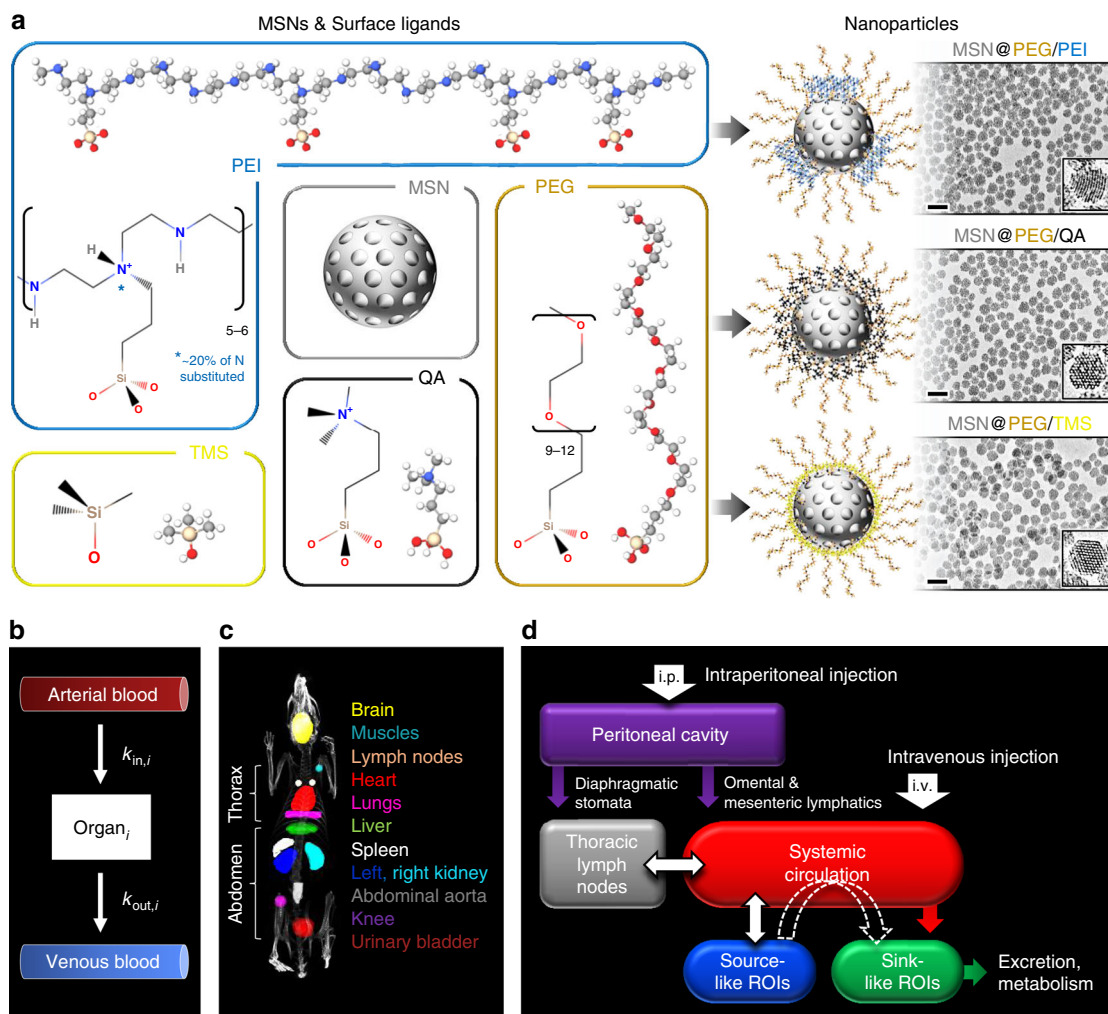 a
MSNs & Surface ligands
Nanoparticles
MSN@PEG/PEI
PEI
MSN
PEG
H
N
H
N+
*
N
H
5–6
*~20% of N
substituted
Si
O
O
O
QA
N+
Si
O
O
O
O
O
9–12
Si
O
O
O
MSN@PEG/QA
TMS
Si
O
MSN@PEG/TMS
b
Arterial blood
kin,i
Organi
kout,i
Venous blood
c
Thorax
Abdomen
Brain
Muscles
Lymph nodes
Heart
Lungs
Liver
Spleen
Left, right kidney
Abdominal aorta
Knee
Urinary bladder
d
i.p.
Intraperitoneal injection
Peritoneal cavity
Intravenous injection
i.v.
Diaphragmatic
stomata
Omental &
mesenteric lymphatics
Thoracic
lymph
nodes
Systemic
circulation
Source-
like ROIs
Sink-
like ROIs
Excretion,
metabolism